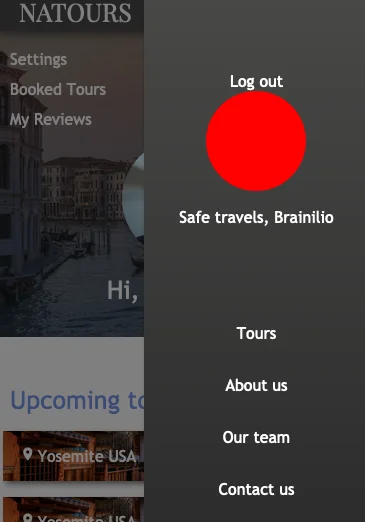 NATOURS
Settings
Booked Tours
My Reviews
Hi,
Upcoming to
Yosemite USA
Yosemite USA
Log out
Safe travels, Brainilio
Tours
About us
Our team
Contact us